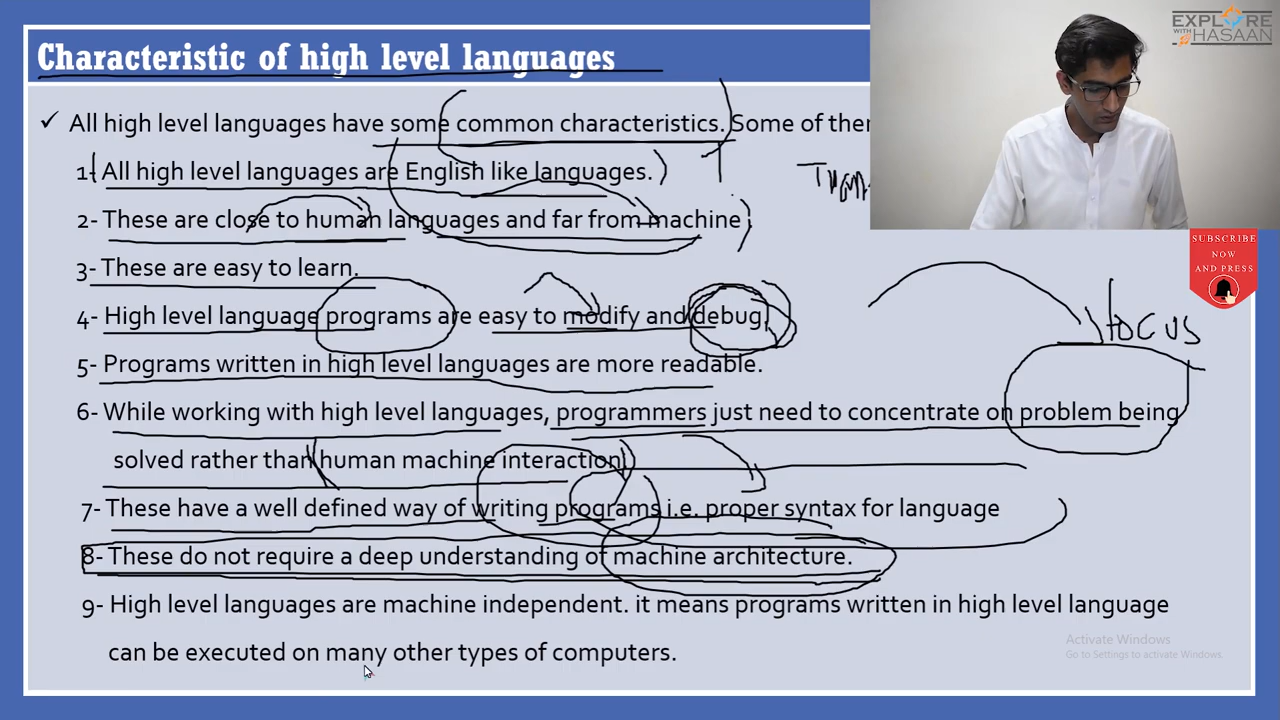 Characteristic of high level languages
EXPLORE
WITH HASAAN
✓ All high level languages have some common characteristics. Some of
1- All high level languages are English like languages.
2- These are close to human languages and far from machine
3- These are easy to learn.
SUBSCRIBE
NOW
AND PRESS
4- High level language programs are easy to modify and debug.
focus
5- Programs written in high level languages are more readable.
6- While working with high level languages, programmers just need to concentrate on problem being
solved rather than human machine interaction
7- These have a well defined way of writing programs i.e. proper syntax for language
8- These do not require a deep understanding of machine architecture.
9- High level languages are machine independent. it means programs written in high level language
can be executed on many other types of computers.
Activate Windows
Go to Settings to activate Windows.